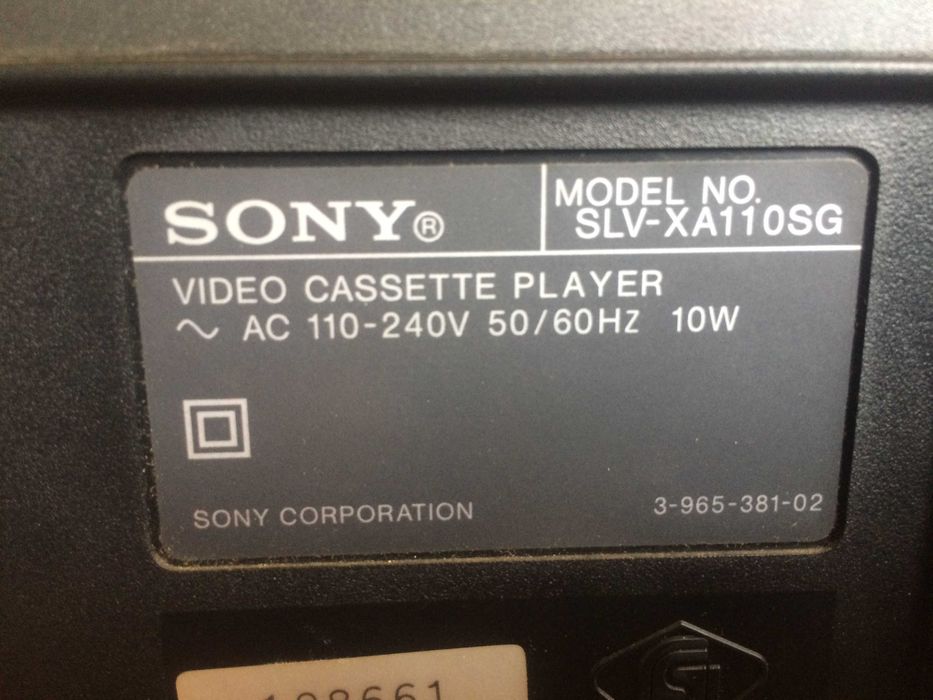 SONY®
MODEL NO.
SLV-XA110SG
VIDEO CASSETTE PLAYER
~ AC 110-240V 50/60Hz 10W
SONY CORPORATION
3-965-381-02
108661